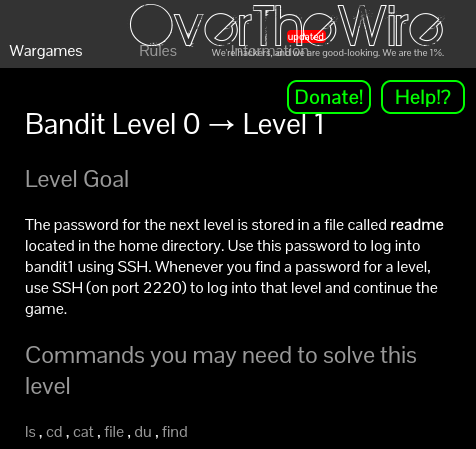 OverTheWire
Wargames
Rules
Information
updated
We're hackers, and we are good-looking. We are the 1%.
Donate!
Help!?
Bandit Level 0 → Level 1
Level Goal
The password for the next level is stored in a file called readme
located in the home directory. Use this password to log into
bandit1 using SSH. Whenever you find a password for a level,
use SSH (on port 2220) to log into that level and continue the
game.
Commands you may need to solve this
level
ls , cd , cat , file , du , find